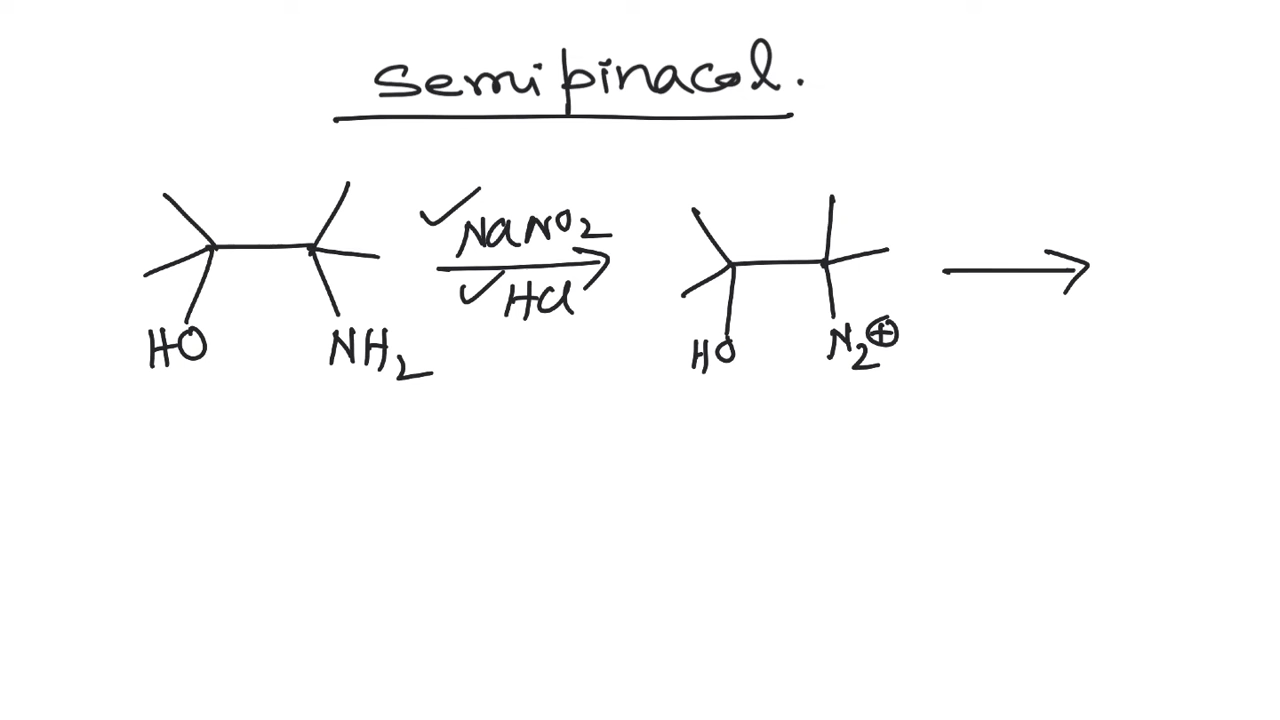 Semipinacol.
NaNO2
HCl
HO NH2
HO N2⊕